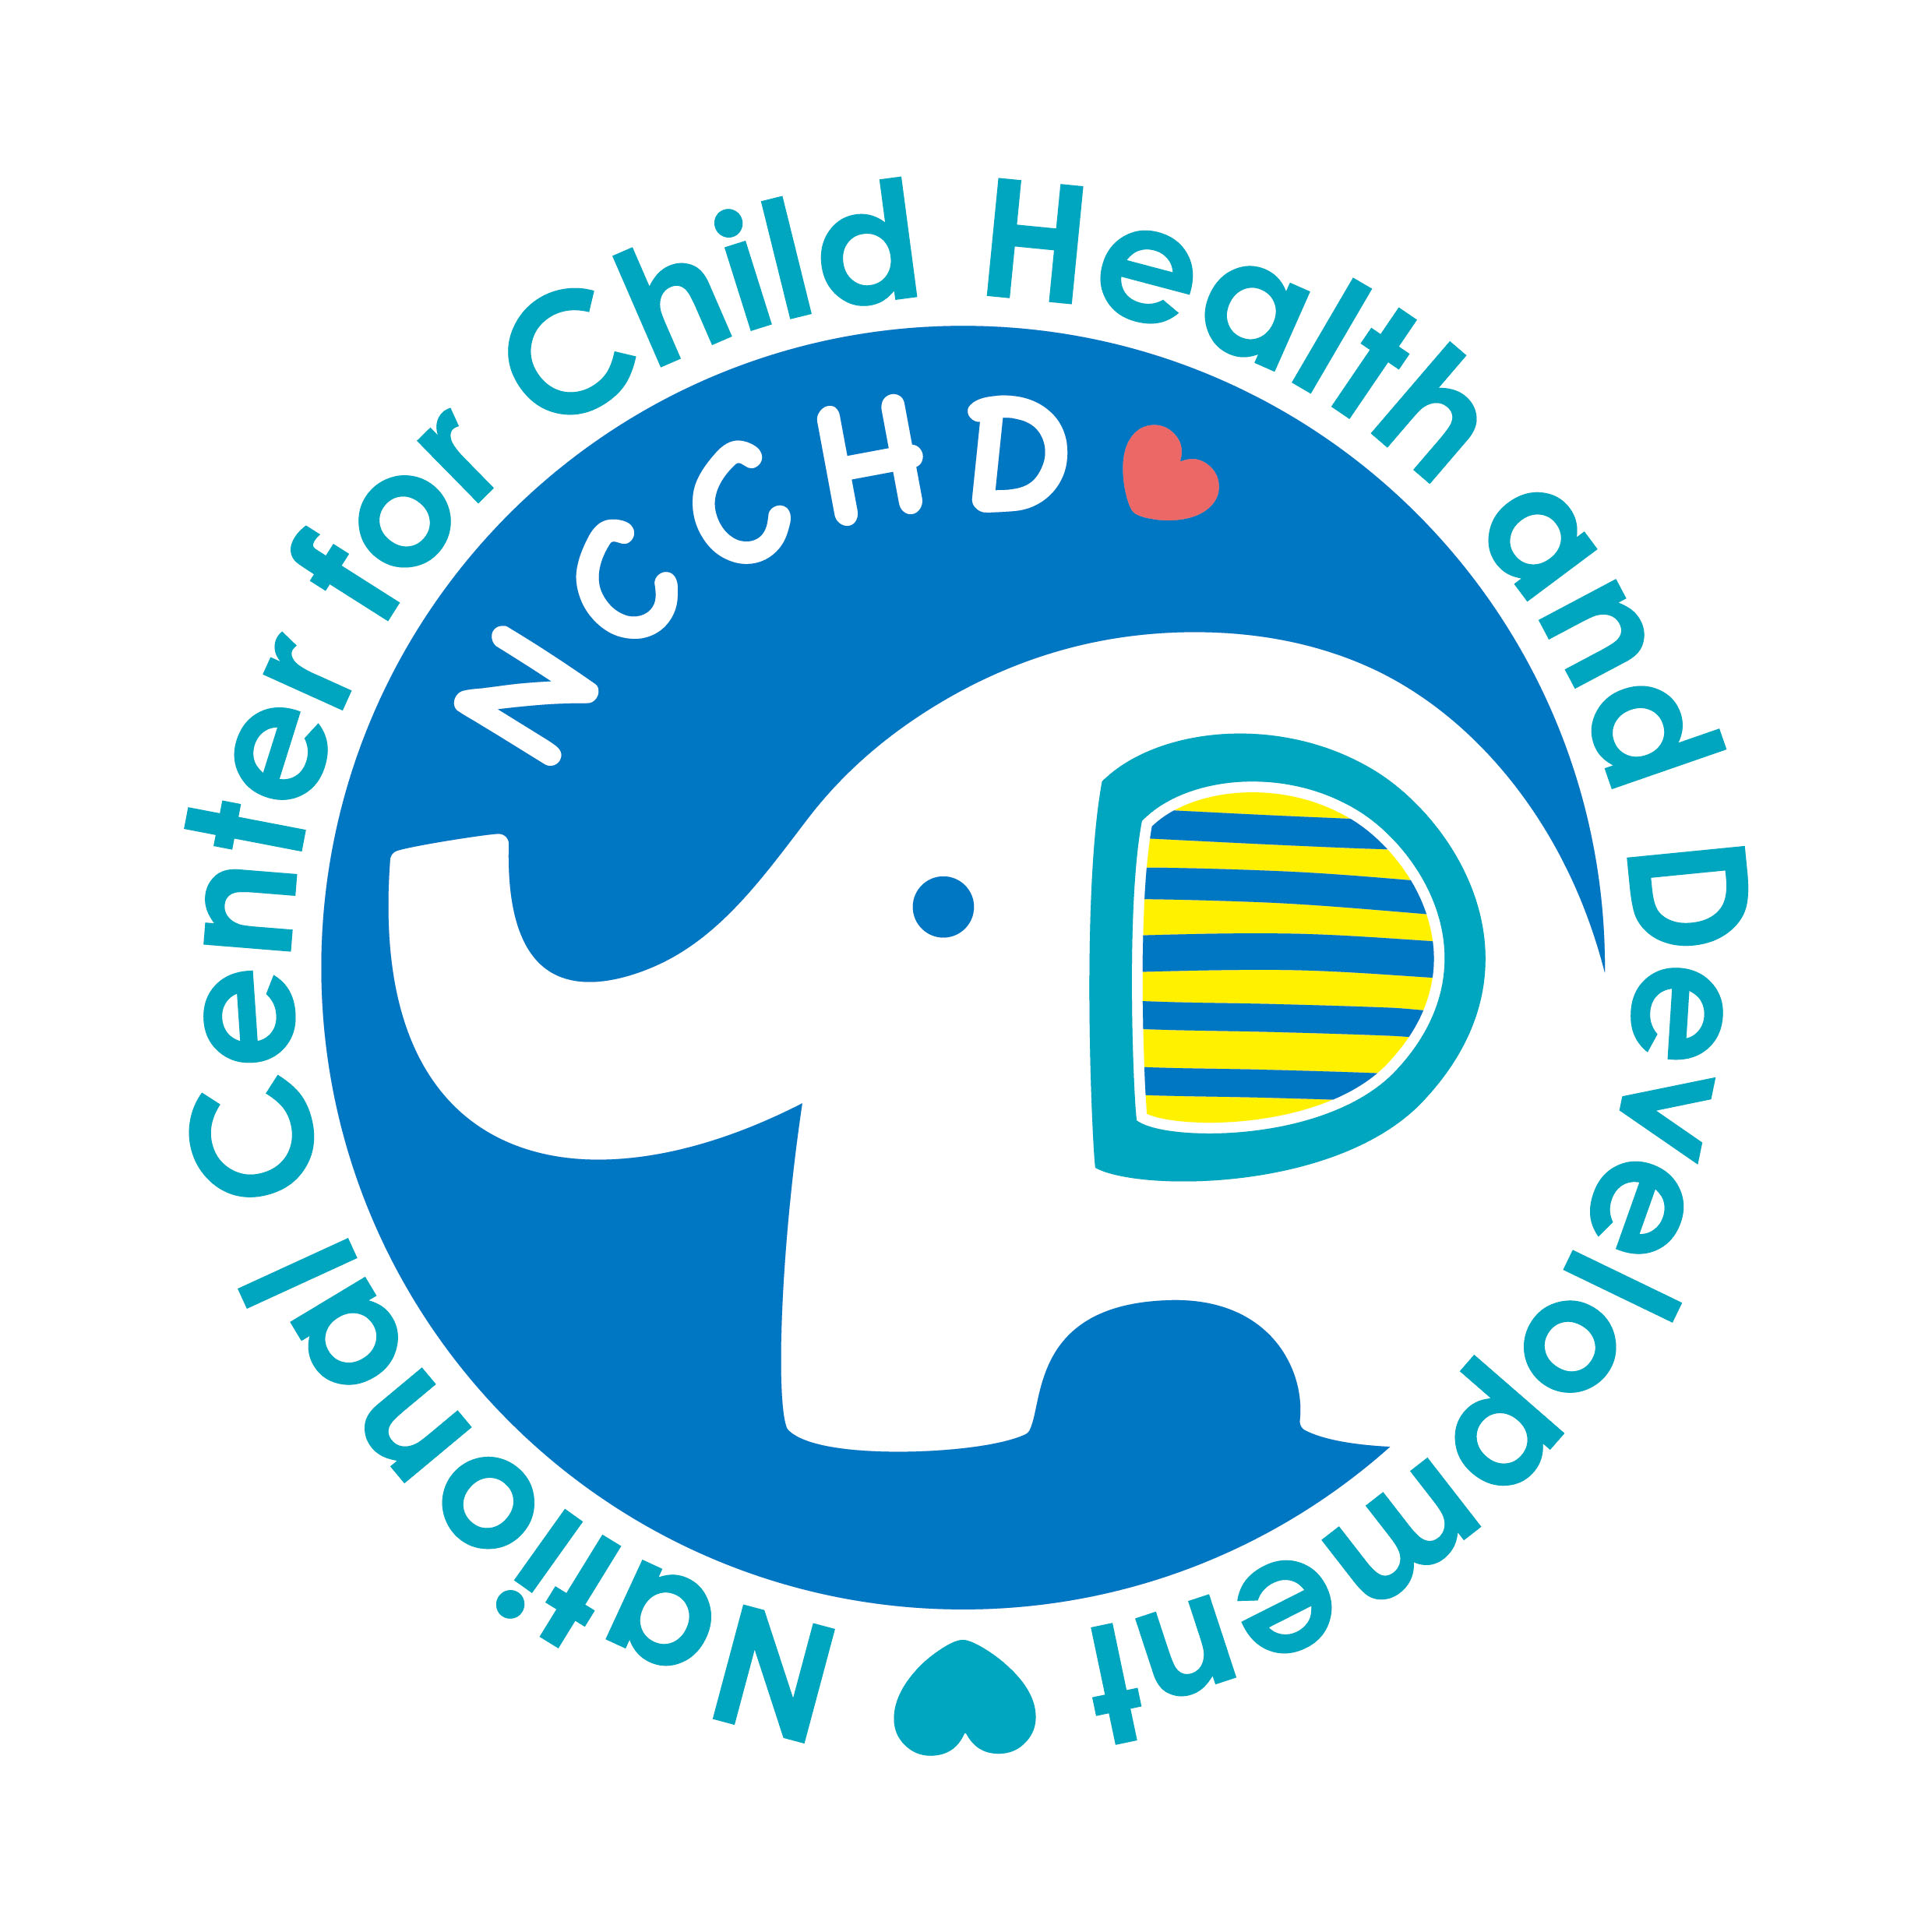 National Center for Child Health and Development
NCCHD